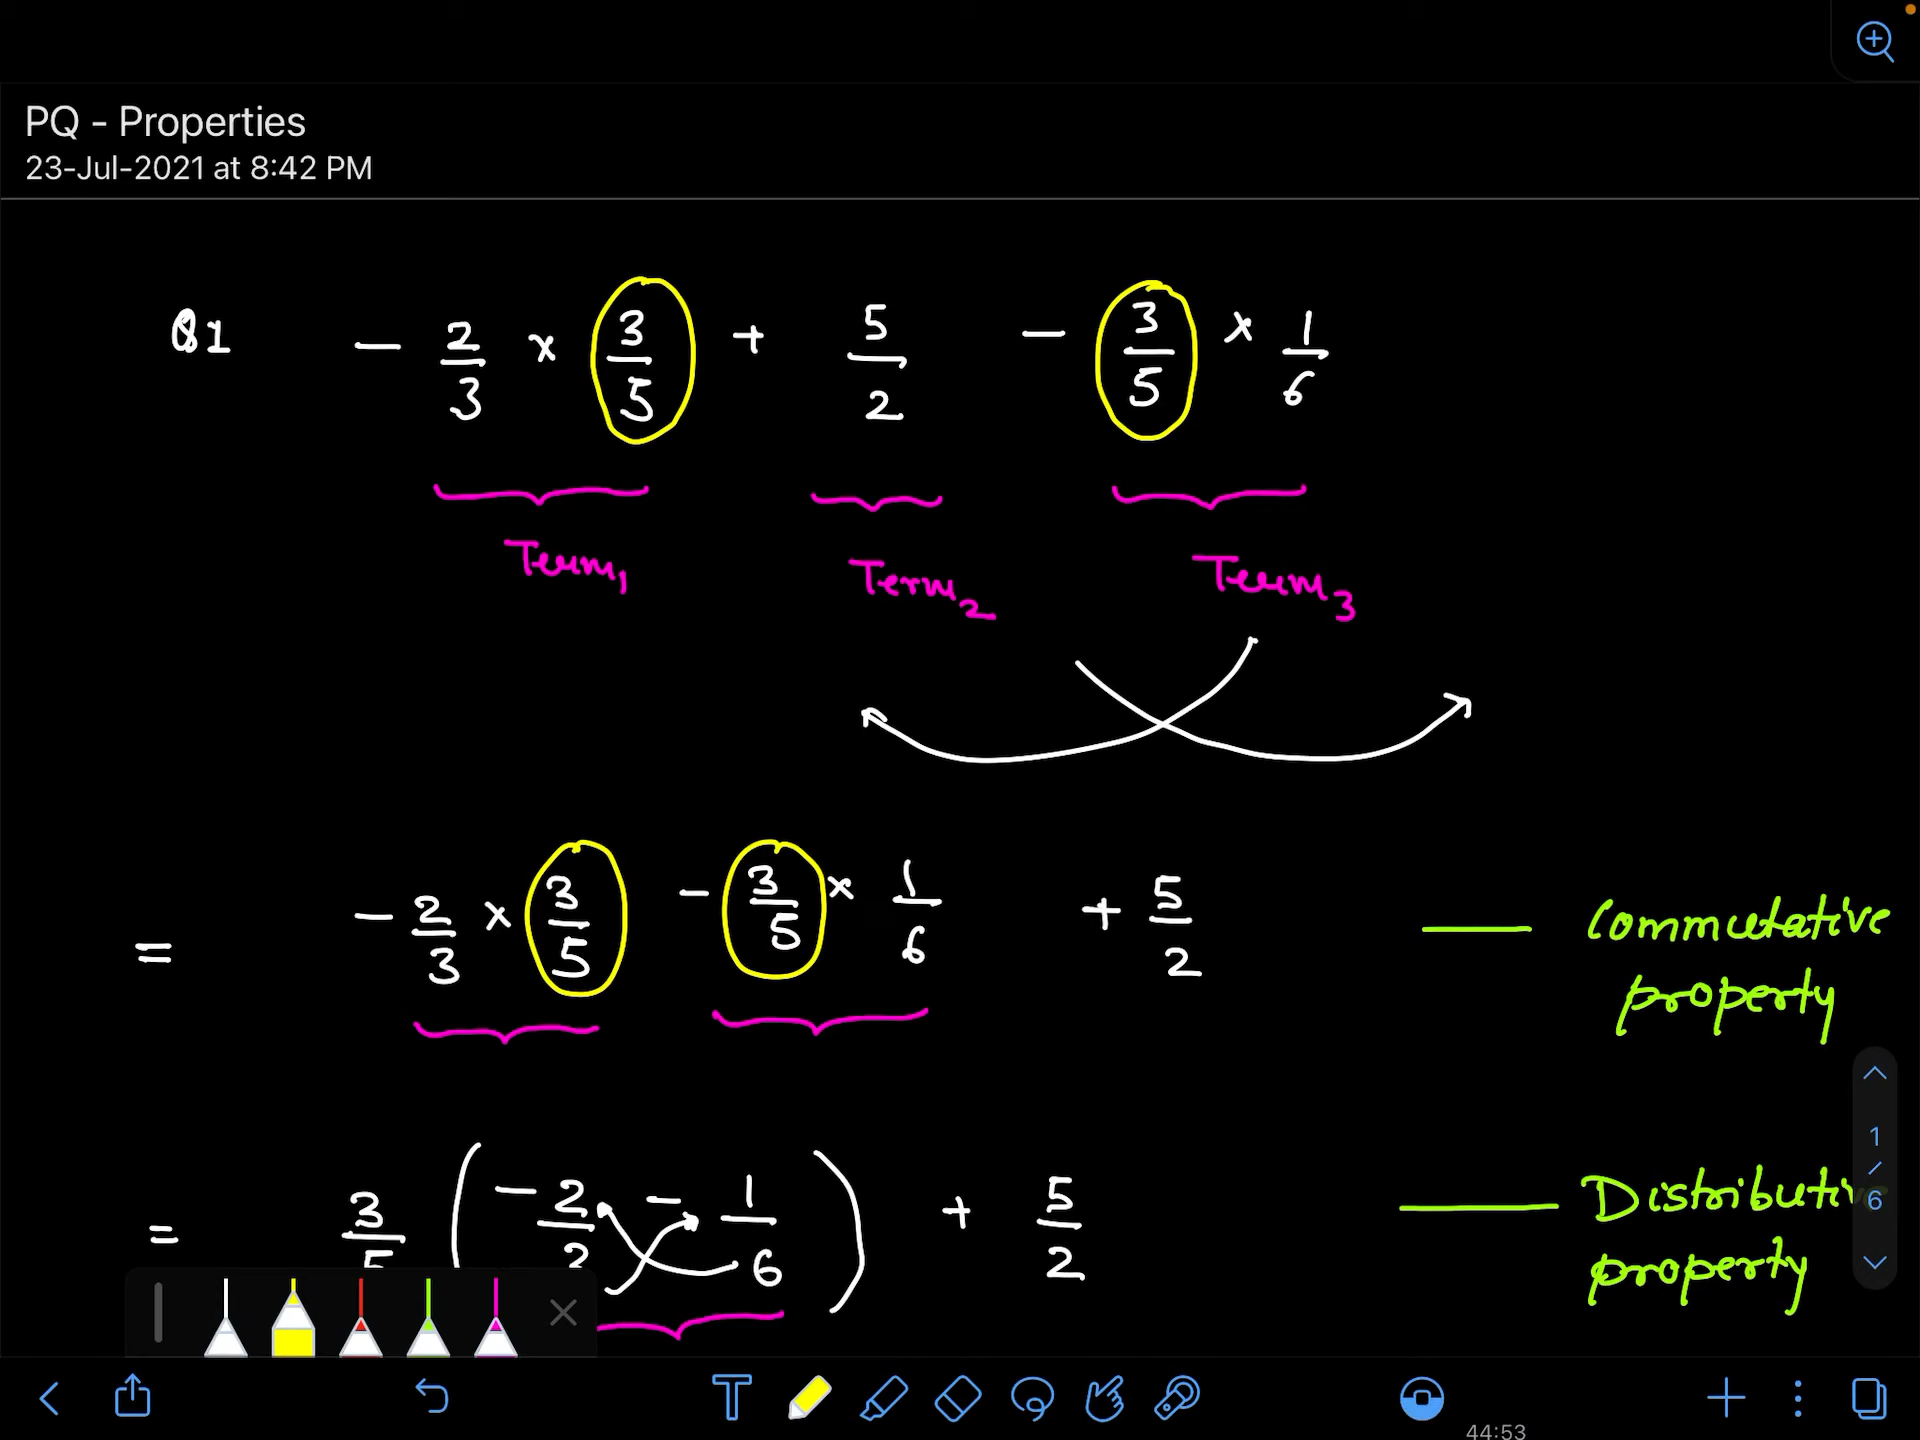 PQ - Properties
23-Jul-2021 at 8:42 PM
Q1 - 2/3 × 3/5 + 5/2 - 3/5 × 1/6
Term1 Term2 Term3
= - 2/3 × 3/5 - 3/5 × 1/6 + 5/2 — Commutative
property
= 3/5 ( - 2/3 - 1/6 ) + 5/2 — Distributive
property
1
/
6
T
44:53